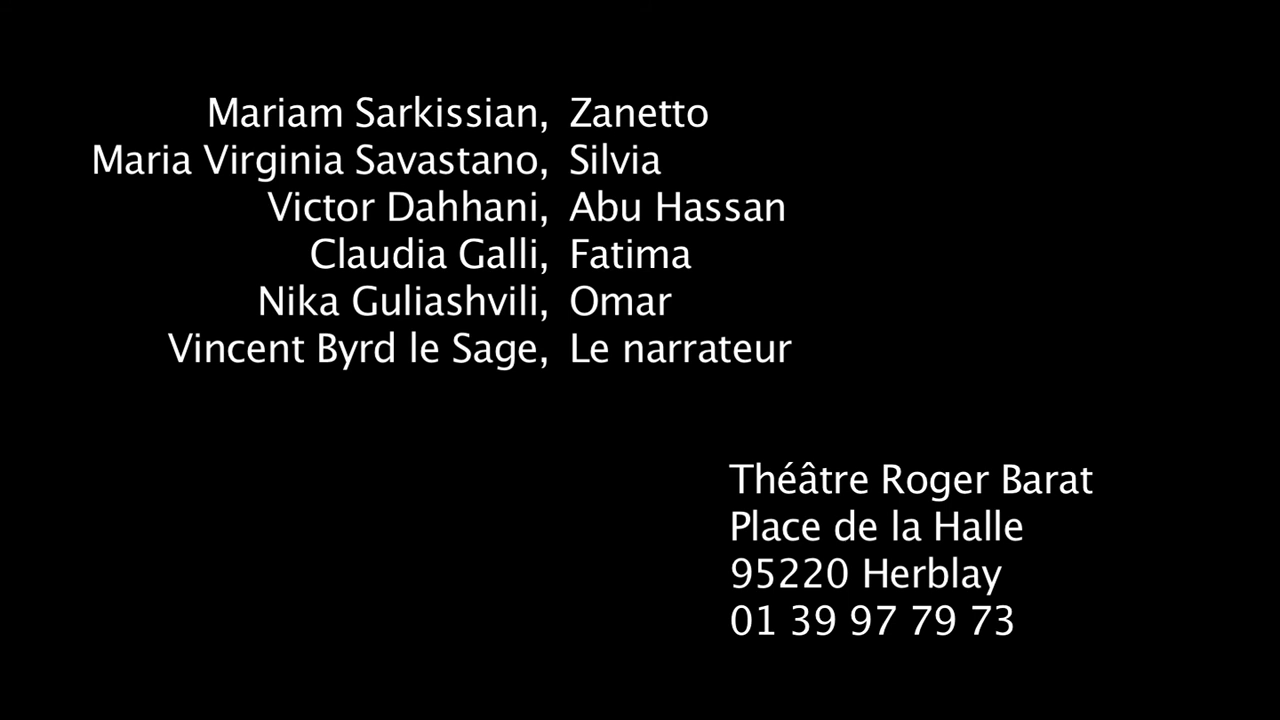 Mariam Sarkissian, Zanetto
Maria Virginia Savastano, Silvia
Victor Dahhani, Abu Hassan
Claudia Galli, Fatima
Nika Guliashvili, Omar
Vincent Byrd le Sage, Le narrateur
Théâtre Roger Barat
Place de la Halle
95220 Herblay
01 39 97 79 73